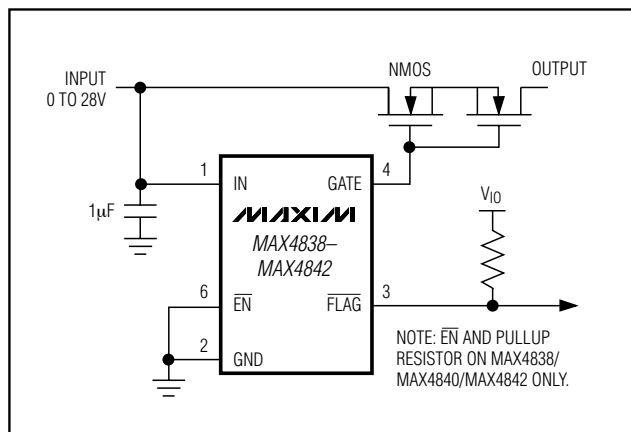 INPUT
0 TO 28V
NMOS
OUTPUT
1
IN
GATE
4
1μF
MAXIM
MAX4838–
MAX4842
V_IO
6
EN
FLAG
3
2
GND
NOTE: EN AND PULLUP
RESISTOR ON MAX4838/
MAX4840/MAX4842 ONLY.